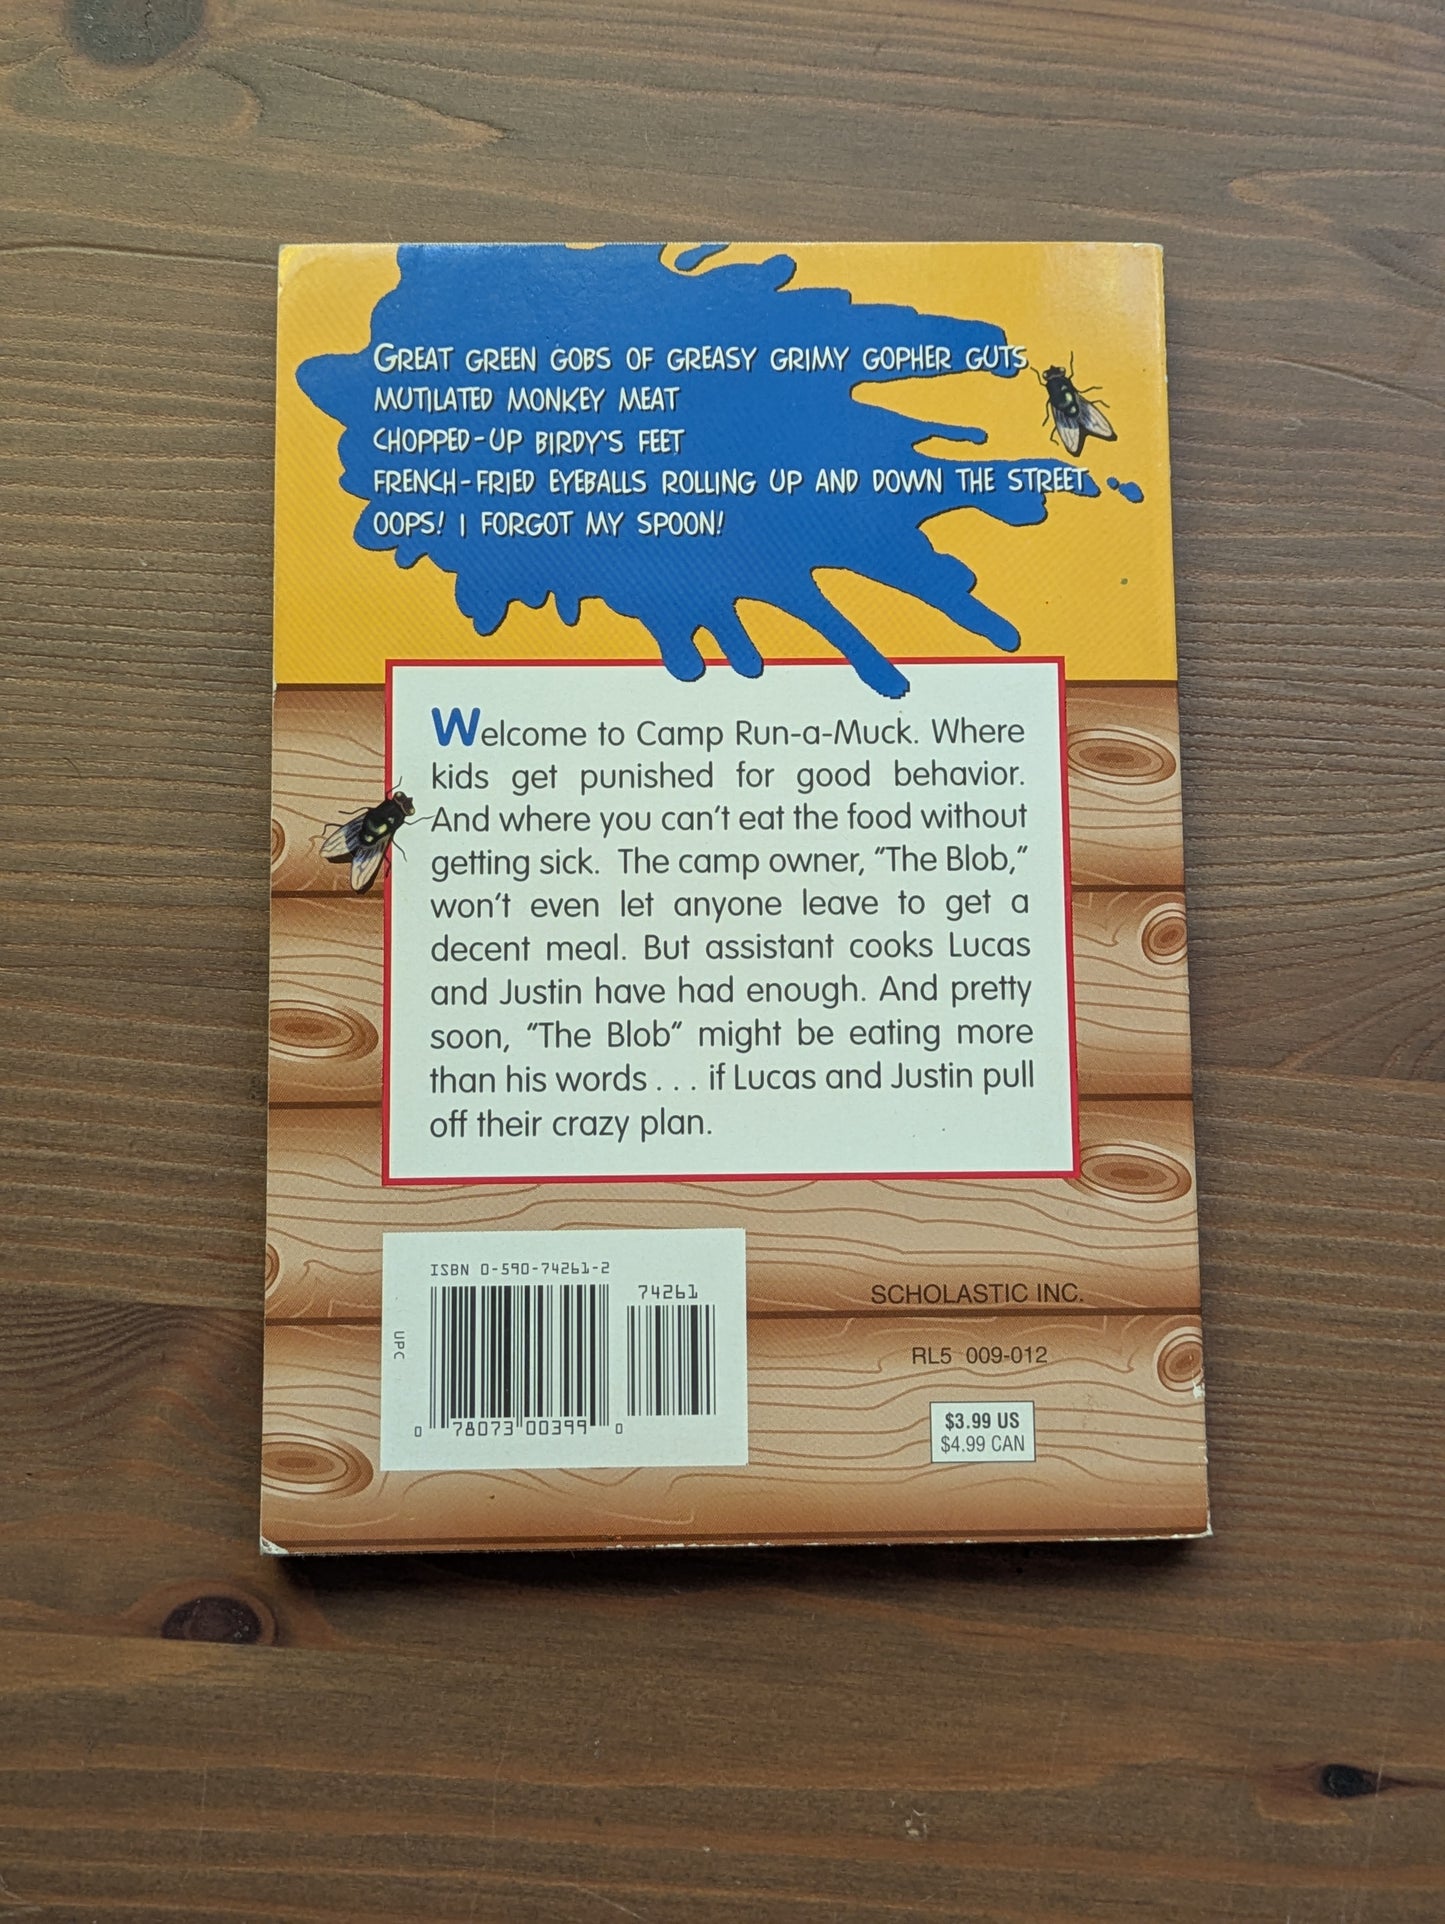 GREAT GREEN GOBS OF GREASY GRIMY GOPHER GUTS
MUTILATED MONKEY MEAT
CHOPPED-UP BIRDY'S FEET
FRENCH-FRIED EYEBALLS ROLLING UP AND DOWN THE STREET
OOPS! I FORGOT MY SPOON!
Welcome to Camp Run-a-Muck. Where
kids get punished for good behavior.
And where you can't eat the food without
getting sick. The camp owner, "The Blob,"
won't even let anyone leave to get a
decent meal. But assistant cooks Lucas
and Justin have had enough. And pretty
soon, "The Blob" might be eating more
than his words . . . if Lucas and Justin pull
off their crazy plan.
ISBN 0-590-74261-2
74261
UPC
0 78073 00399 0
SCHOLASTIC INC.
RL5 009-012
$3.99 US
$4.99 CAN